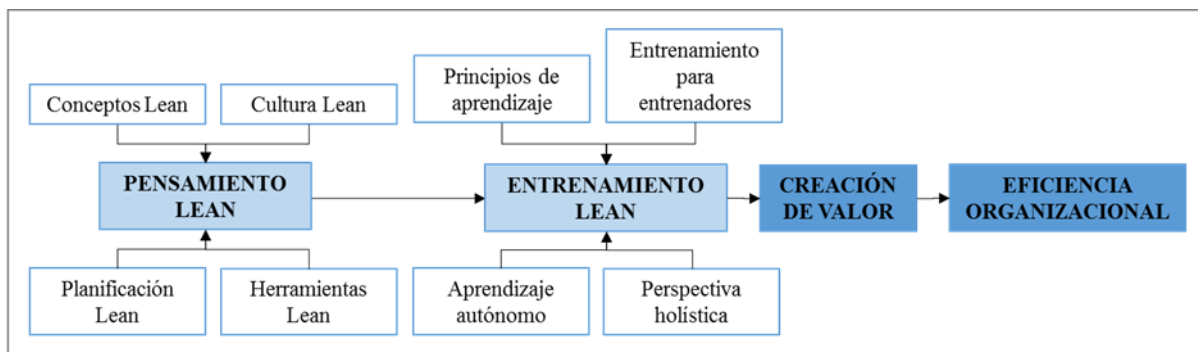 Conceptos Lean
Cultura Lean
Principios de
aprendizaje
Entrenamiento
para
entrenadores
PENSAMIENTO
LEAN
ENTRENAMIENTO
LEAN
CREACIÓN
DE VALOR
EFICIENCIA
ORGANIZACIONAL
Planificación
Lean
Herramientas
Lean
Aprendizaje
autónomo
Perspectiva
holística